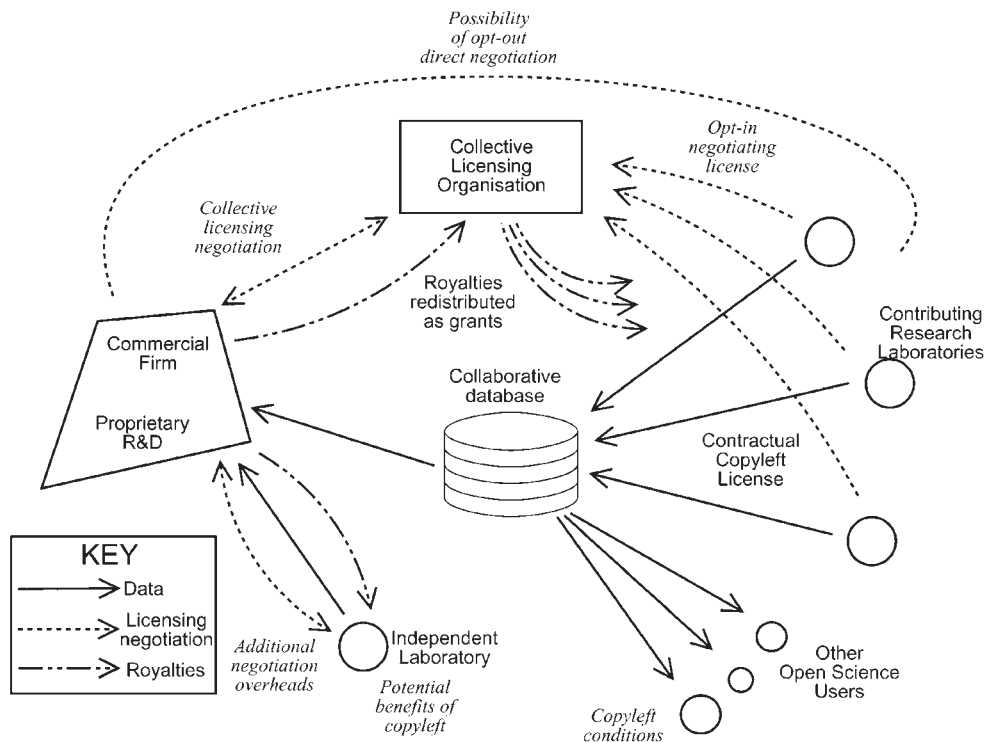 Possibility
of opt-out
direct negotiation
Collective
Licensing
Organisation
Opt-in
negotiating
license
Collective
licensing
negotiation
Royalties
redistributed
as grants
Contributing
Research
Laboratories
Commercial
Firm
Proprietary
R&D
Collaborative
database
Contractual
Copyleft
License
KEY
Data
Licensing
negotiation
Royalties
Additional
negotiation
overheads
Independent
Laboratory
Potential
benefits of
copyleft
Other
Open Science
Users
Copyleft
conditions